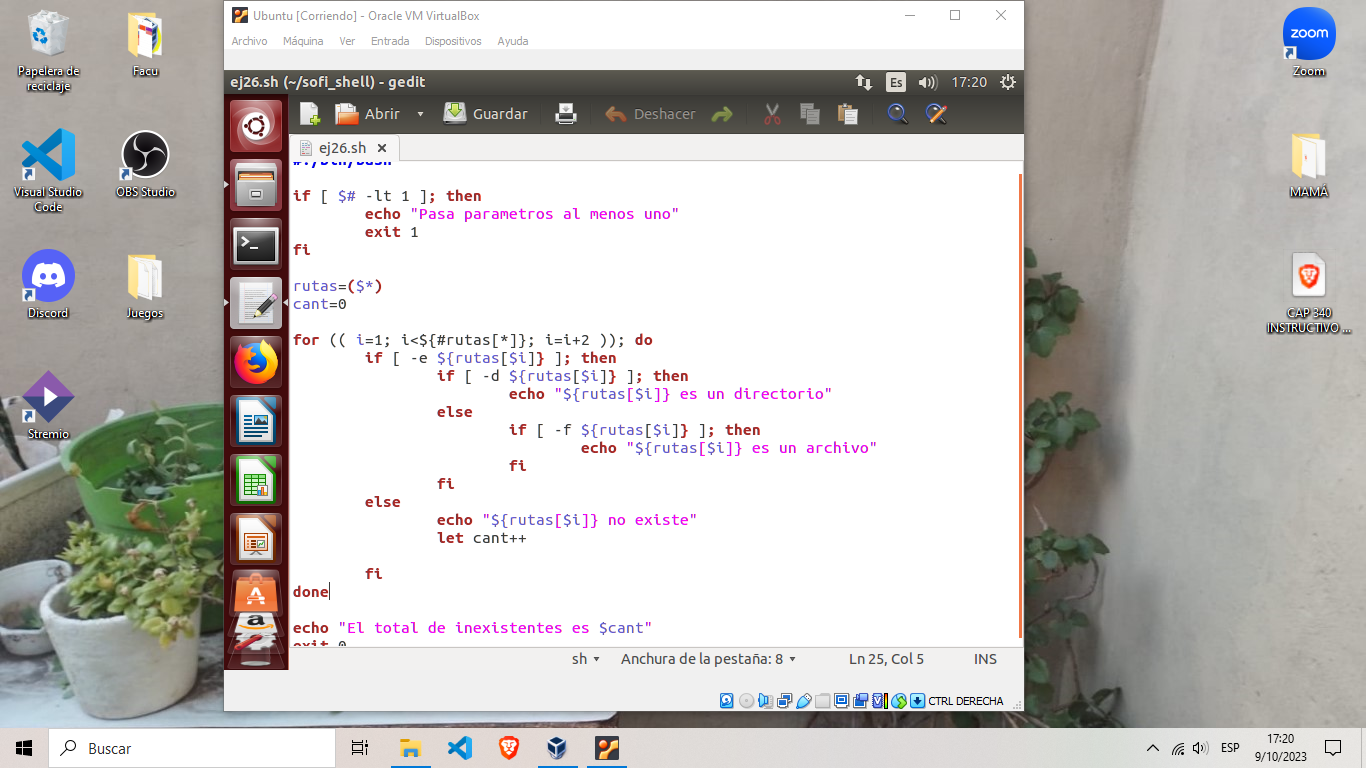 Ubuntu [Corriendo] - Oracle VM VirtualBox
Archivo Máquina Ver Entrada Dispositivos Ayuda
ej26.sh (~/sofi_shell) - gedit
Es
17:20
Abrir
Guardar
Deshacer
ej26.sh
#!/bin/bash
if [ $# -lt 1 ]; then
echo "Pasa parametros al menos uno"
exit 1
fi
rutas=($*)
cant=0
for (( i=1; i<${#rutas[*]}; i=i+2 )); do
if [ -e ${rutas[$i]} ]; then
if [ -d ${rutas[$i]} ]; then
echo "${rutas[$i]} es un directorio"
else
if [ -f ${rutas[$i]} ]; then
echo "${rutas[$i]} es un archivo"
fi
fi
else
echo "${rutas[$i]} no existe"
let cant++
fi
done
echo "El total de inexistentes es $cant"
exit 0
sh
Anchura de la pestaña: 8
Ln 25, Col 5
INS
CTRL DERECHA
Papelera de
reciclaje
Facu
Visual Studio
Code
OBS Studio
Discord
Juegos
Stremio
zoom
Zoom
MAMÁ
CAP 340
INSTRUCTIVO ...
Buscar
ESP
17:20
9/10/2023